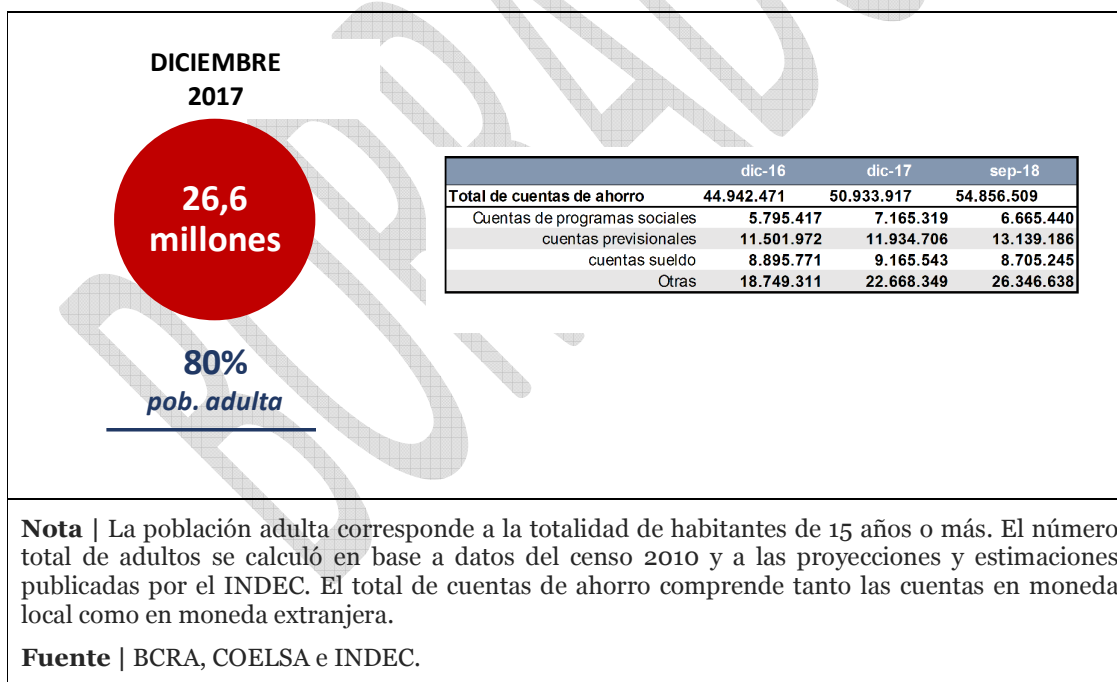 DICIEMBRE
2017
26,6
millones
80%
pob. adulta
dic-16 dic-17 sep-18
Total de cuentas de ahorro 44.942.471 50.933.917 54.856.509
Cuentas de programas sociales 5.795.417 7.165.319 6.665.440
cuentas previsionales 11.501.972 11.934.706 13.139.186
cuentas sueldo 8.895.771 9.165.543 8.705.245
Otras 18.749.311 22.668.349 26.346.638
Nota | La población adulta corresponde a la totalidad de habitantes de 15 años o más. El número
total de adultos se calculó en base a datos del censo 2010 y a las proyecciones y estimaciones
publicadas por el INDEC. El total de cuentas de ahorro comprende tanto las cuentas en moneda
local como en moneda extranjera.
Fuente | BCRA, COELSA e INDEC.